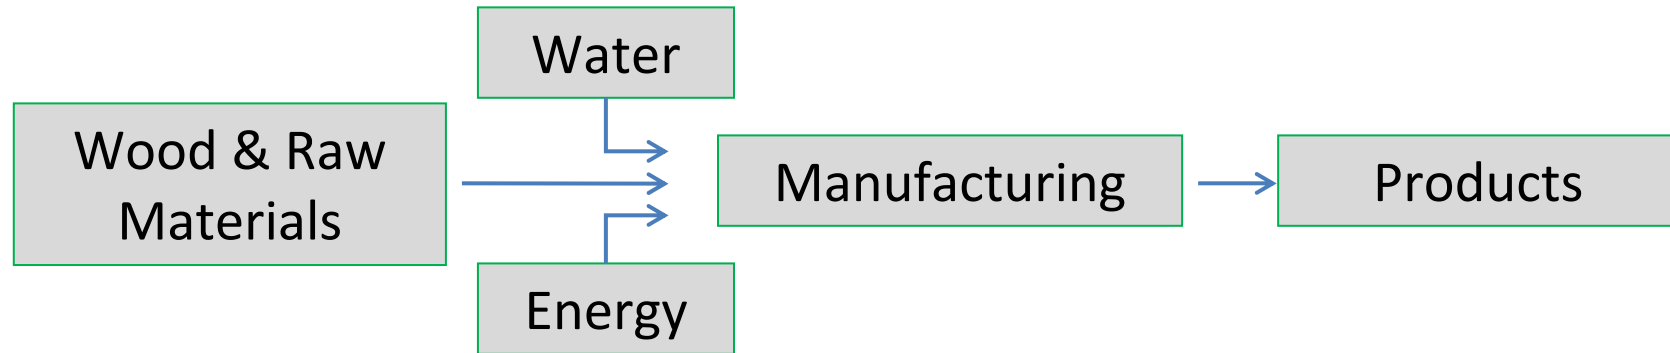 Water
Wood & Raw
Materials
Manufacturing
Products
Energy